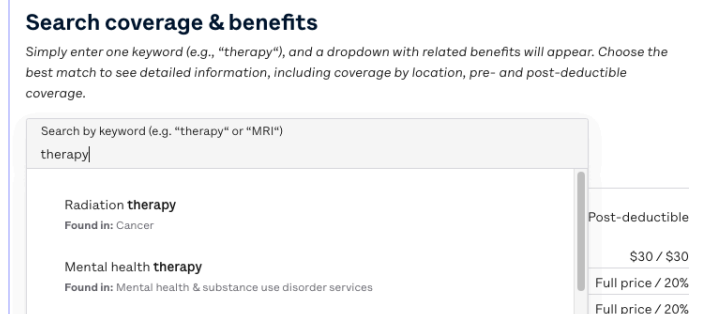 Search coverage & benefits
Simply enter one keyword (e.g., “therapy“), and a dropdown with related benefits will appear. Choose the
best match to see detailed information, including coverage by location, pre- and post-deductible
coverage.
Search by keyword (e.g. “therapy“ or “MRI“)
therapy
Radiation therapy
Found in: Cancer
Post-deductible
$30 / $30
Mental health therapy
Full price / 20%
Found in: Mental health & substance use disorder services
Full price / 20%